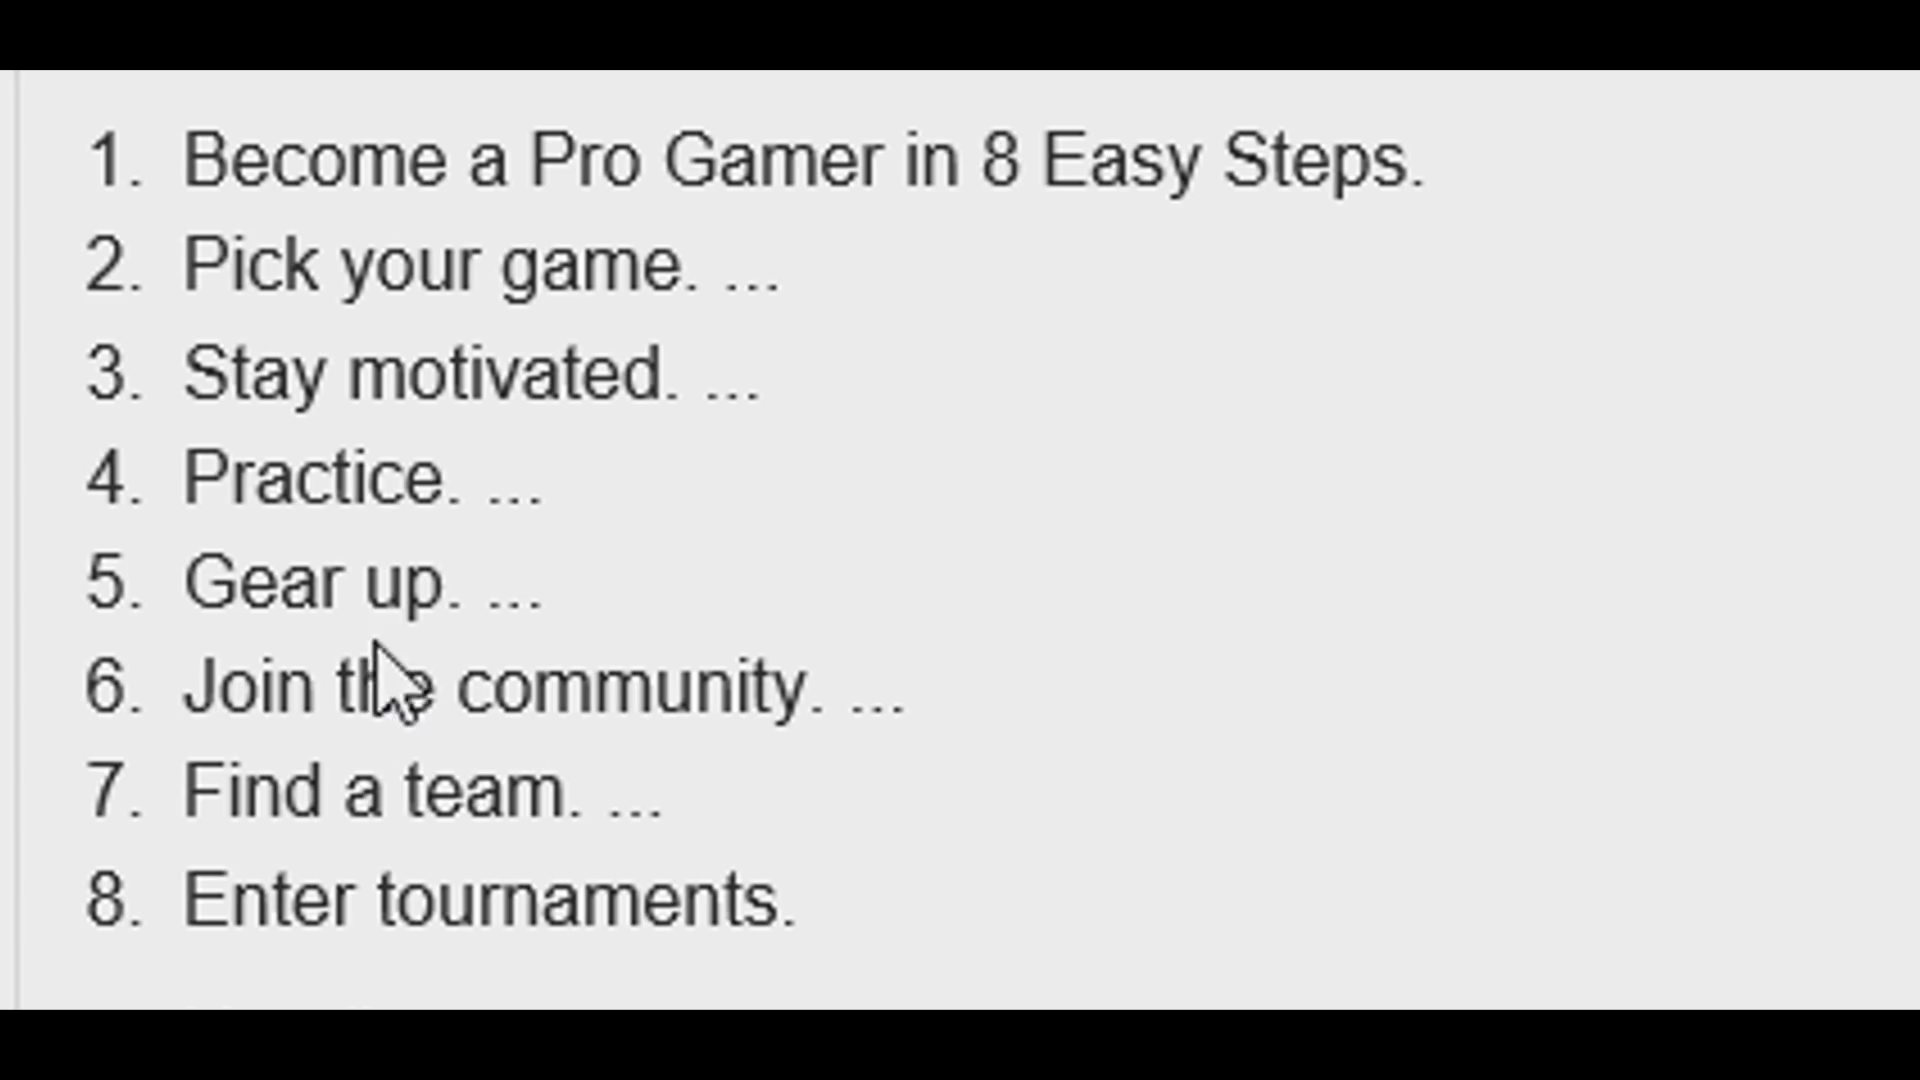 1. Become a Pro Gamer in 8 Easy Steps.
2. Pick your game. ...
3. Stay motivated. ...
4. Practice. ...
5. Gear up. ...
6. Join the community. ...
7. Find a team. ...
8. Enter tournaments.